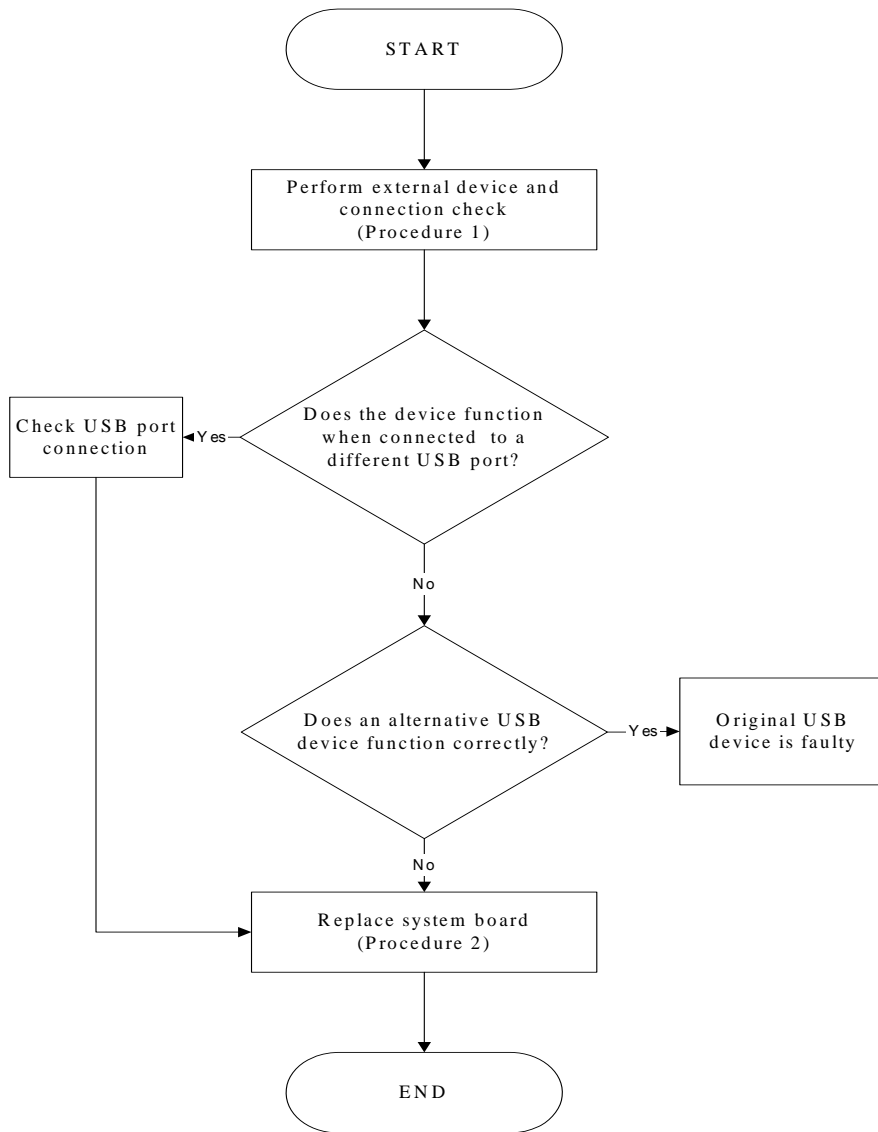 START
Perform external device and
connection check
(Procedure 1)
Does the device function
when connected to a
different USB port?
Yes
Check USB port
connection
No
Does an alternative USB
device function correctly?
Yes
Original USB
device is faulty
No
Replace system board
(Procedure 2)
END